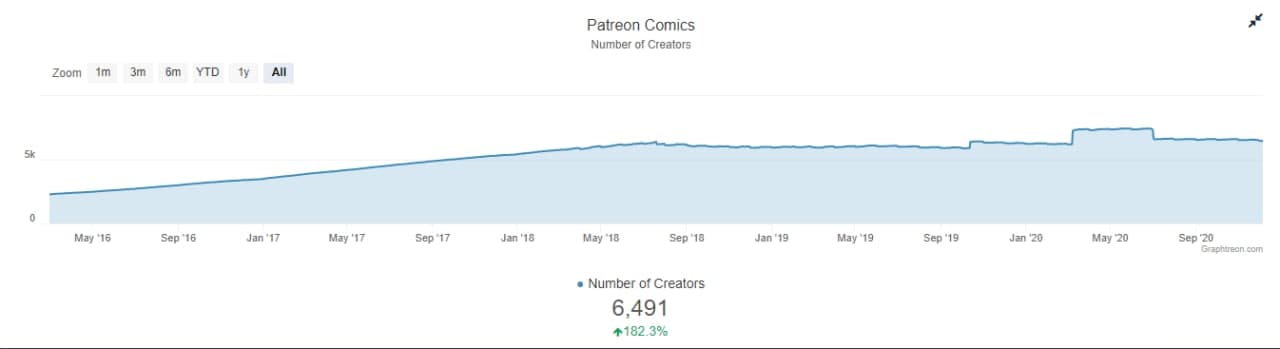 Patreon Comics
Number of Creators
Zoom 1m 3m 6m YTD 1y All
5k
0
May '16 Sep '16 Jan '17 May '17 Sep '17 Jan '18 May '18 Sep '18 Jan '19 May '19 Sep '19 Jan '20 May '20 Sep '20
Graphtreon.com
Number of Creators
6,491
182.3%